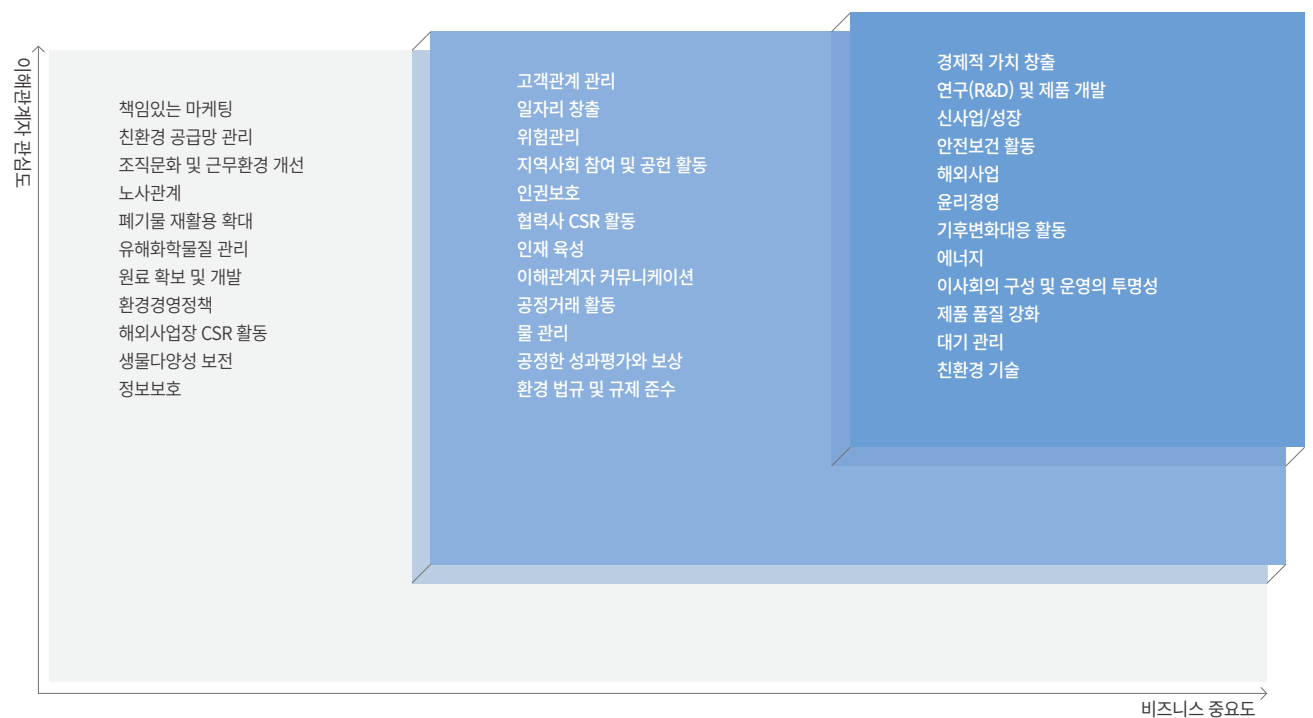 이해관계자 관심도
책임있는 마케팅
친환경 공급망 관리
조직문화 및 근무환경 개선
노사관계
폐기물 재활용 확대
유해화학물질 관리
원료 확보 및 개발
환경경영정책
해외사업장 CSR 활동
생물다양성 보전
정보보호
고객관계 관리
일자리 창출
위험관리
지역사회 참여 및 공헌 활동
인권보호
협력사 CSR 활동
인재 육성
이해관계자 커뮤니케이션
공정거래 활동
물 관리
공정한 성과평가와 보상
환경 법규 및 규제 준수
경제적 가치 창출
연구(R&D) 및 제품 개발
신사업/성장
안전보건 활동
해외사업
윤리경영
기후변화대응 활동
에너지
이사회의 구성 및 운영의 투명성
제품 품질 강화
대기 관리
친환경 기술
비즈니스 중요도